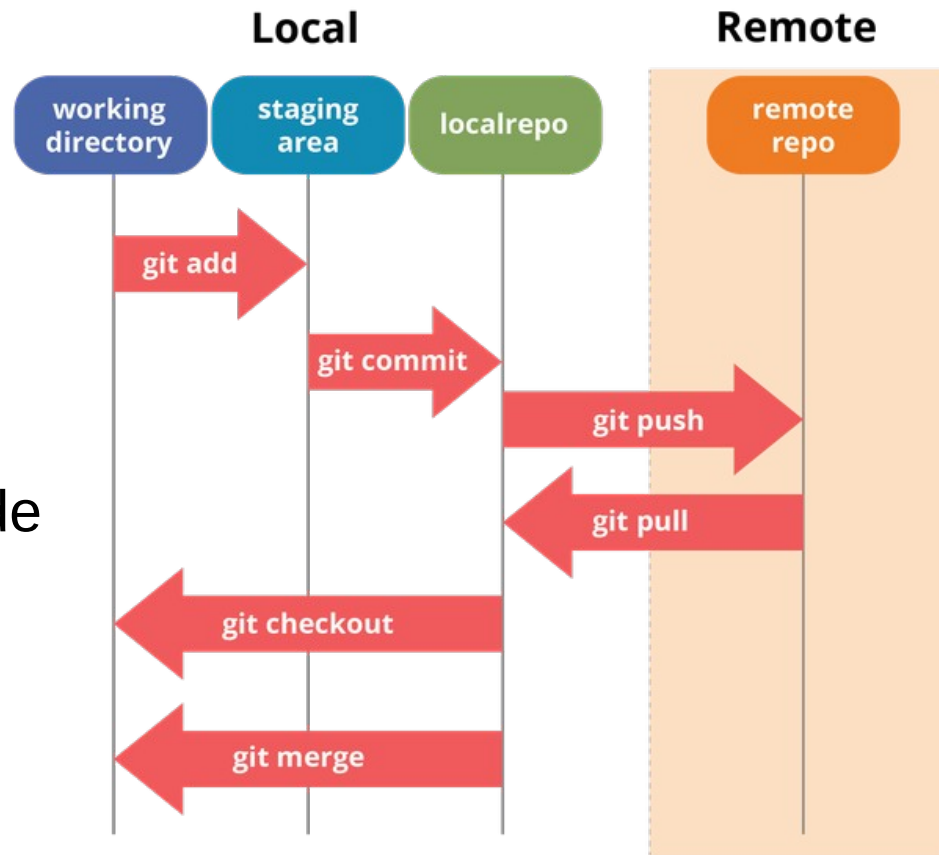 Local
Remote
working
directory
staging
area
localrepo
remote
repo
git add
git commit
git push
de
git pull
git checkout
git merge